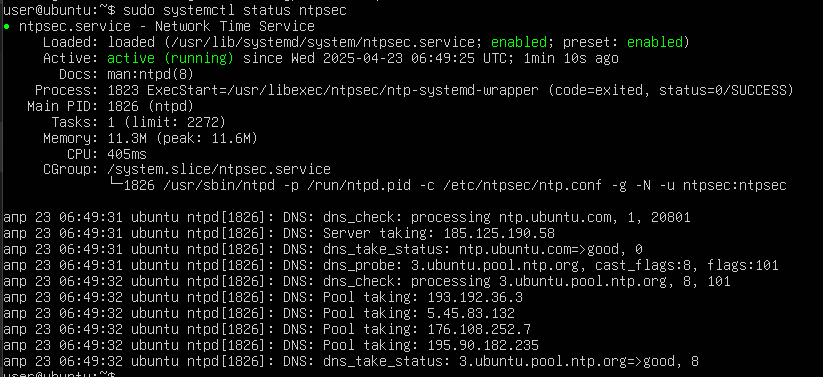 user@ubuntu:~$ sudo systemctl status ntpsec
● ntpsec.service - Network Time Service
Loaded: loaded (/usr/lib/systemd/system/ntpsec.service; enabled; preset: enabled)
Active: active (running) since Wed 2025-04-23 06:49:25 UTC; 1min 10s ago
Docs: man:ntpd(8)
Process: 1823 ExecStart=/usr/libexec/ntpsec/ntp-systemd-wrapper (code=exited, status=0/SUCCESS)
Main PID: 1826 (ntpd)
Tasks: 1 (limit: 2272)
Memory: 11.3M (peak: 11.6M)
CPU: 405ms
CGroup: /system.slice/ntpsec.service
└─1826 /usr/sbin/ntpd -p /run/ntpd.pid -c /etc/ntpsec/ntp.conf -g -N -u ntpsec:ntpsec
апр 23 06:49:31 ubuntu ntpd[1826]: DNS: dns_check: processing ntp.ubuntu.com, 1, 20801
апр 23 06:49:31 ubuntu ntpd[1826]: DNS: Server taking: 185.125.190.58
апр 23 06:49:31 ubuntu ntpd[1826]: DNS: dns_take_status: ntp.ubuntu.com=>good, 0
апр 23 06:49:31 ubuntu ntpd[1826]: DNS: dns_probe: 3.ubuntu.pool.ntp.org, cast_flags:8, flags:101
апр 23 06:49:32 ubuntu ntpd[1826]: DNS: dns_check: processing 3.ubuntu.pool.ntp.org, 8, 101
апр 23 06:49:32 ubuntu ntpd[1826]: DNS: Pool taking: 193.192.36.3
апр 23 06:49:32 ubuntu ntpd[1826]: DNS: Pool taking: 5.45.83.132
апр 23 06:49:32 ubuntu ntpd[1826]: DNS: Pool taking: 176.108.252.7
апр 23 06:49:32 ubuntu ntpd[1826]: DNS: Pool taking: 195.90.182.235
апр 23 06:49:32 ubuntu ntpd[1826]: DNS: dns_take_status: 3.ubuntu.pool.ntp.org=>good, 8
user@ubuntu:~$